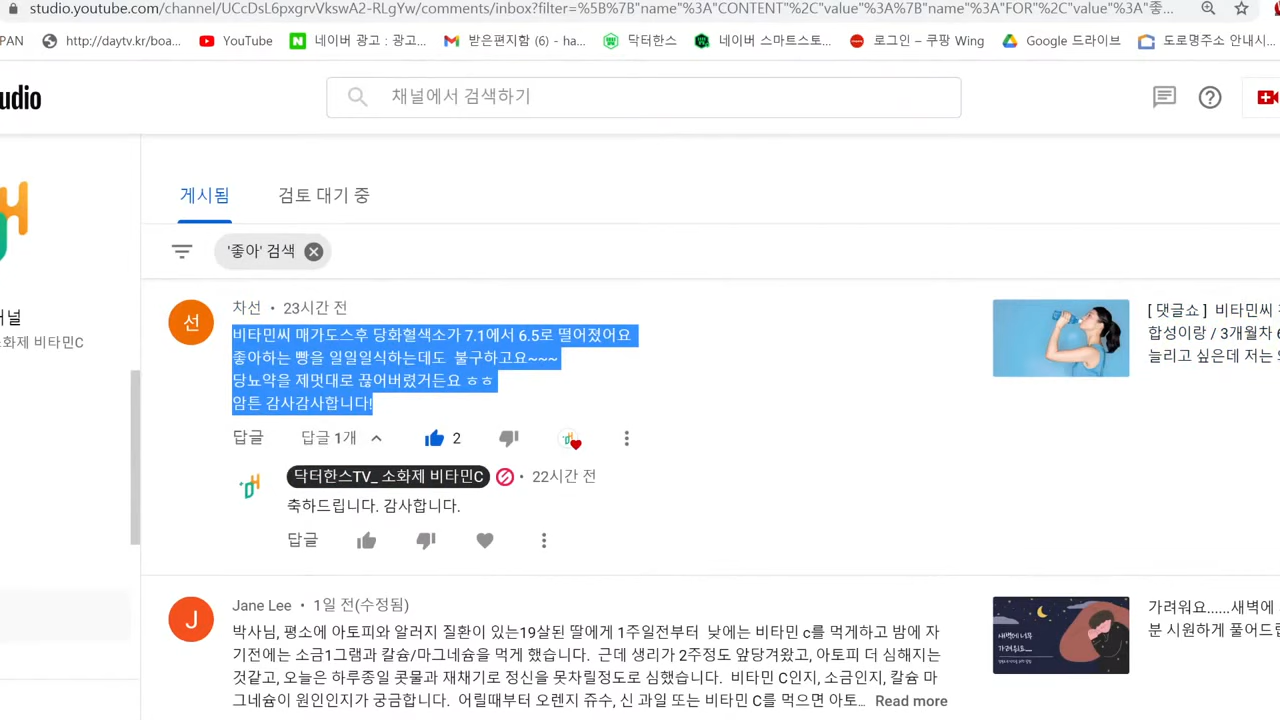 studio.youtube.com/channel/UCcDsL6pxgrvVkswA2-RLgYw/comments/inbox?filter=%5B%7B"name"%3A"CONTENT"%2C"value"%3A%7B"name"%3A"FOR"%2C"value"%3A"좋...
PAN http://daytv.kr/boa... YouTube 네이버 광고 : 광고... 받은편지함 (6) - ha... 닥터한스 네이버 스마트스토... 로그인 – 쿠팡 Wing Google 드라이브 도로명주소 안내시...
udio
채널에서 검색하기
게시됨 검토 대기 중
'좋아' 검색
널
소화제 비타민C
선
차선 • 23시간 전
비타민씨 매가도스후 당화혈색소가 7.1에서 6.5로 떨어졌어요
좋아하는 빵을 일일일식하는데도 불구하고요~~~
당뇨약을 제멋대로 끊어버렸거든요 ㅎㅎ
암튼 감사감사합니다!
답글 답글 1개 2
닥터한스TV_ 소화제 비타민C • 22시간 전
축하드립니다. 감사합니다.
답글
[ 댓글쇼 ] 비타민씨
합성이랑 / 3개월차
늘리고 싶은데 저는
J
Jane Lee • 1일 전(수정됨)
박사님, 평소에 아토피와 알러지 질환이 있는19살된 딸에게 1주일전부터 낮에는 비타민 c를 먹게하고 밤에 자
기전에는 소금1그램과 칼슘/마그네슘을 먹게 했습니다. 근데 생리가 2주정도 앞당겨왔고, 아토피 더 심해지는
것같고, 오늘은 하루종일 콧물과 재채기로 정신을 못차릴정도로 심했습니다. 비타민 C인지, 소금인지, 칼슘 마
그네슘이 원인인지가 궁금합니다. 어릴때부터 오렌지 쥬수, 신 과일 또는 비타민 C를 먹으면 아토... Read more
새벽에 너무
가려워요......
가려워요......새벽에
분 시원하게 풀어드림